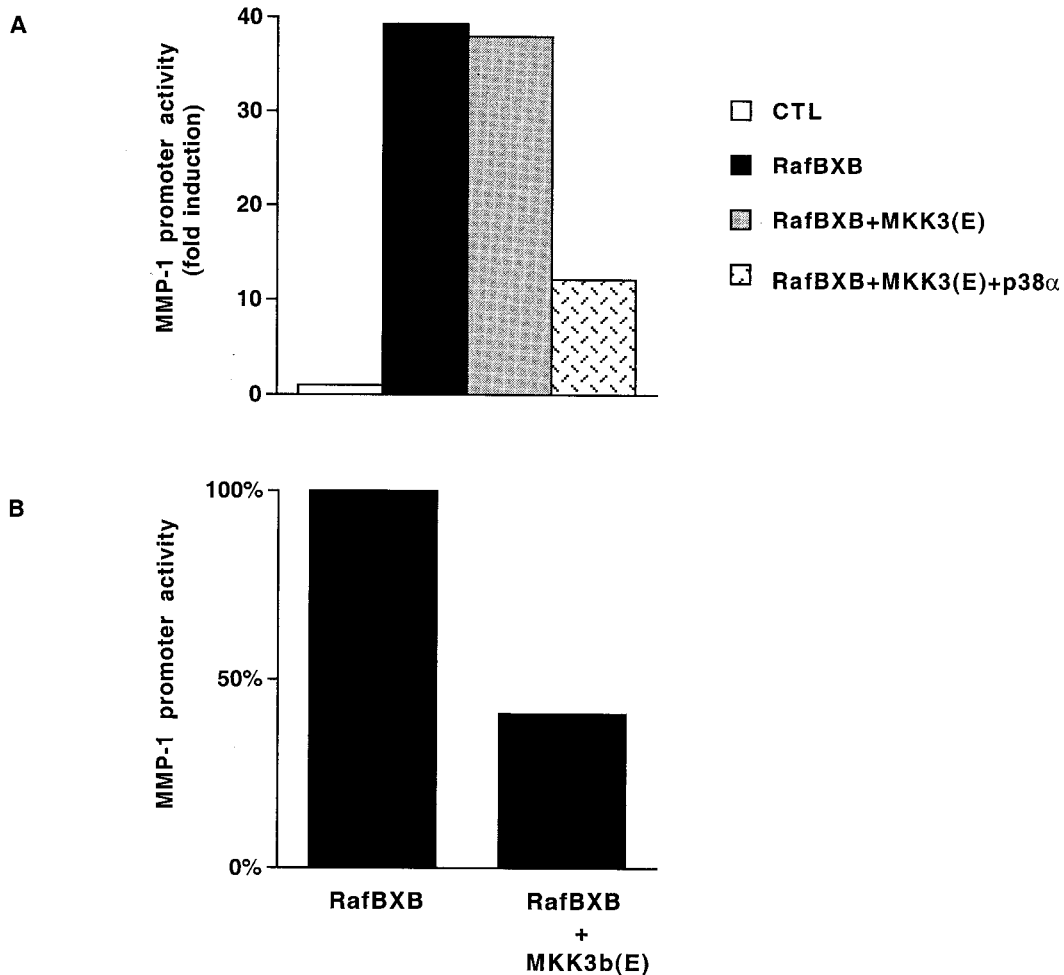 A
MMP-1 promoter activity
(fold induction)
40
30
20
10
0
CTL
RafBXB
RafBXB+MKK3(E)
RafBXB+MKK3(E)+p38α
B
MMP-1 promoter activity
100%
50%
0%
RafBXB
RafBXB
+
MKK3b(E)